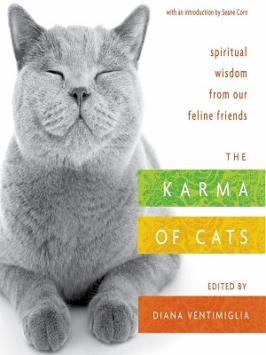 with an introduction by Seane Corn
spiritual
wisdom
from our
feline friends
THE
KARMA
OF CATS
EDITED BY
DIANA VENTIMIGLIA